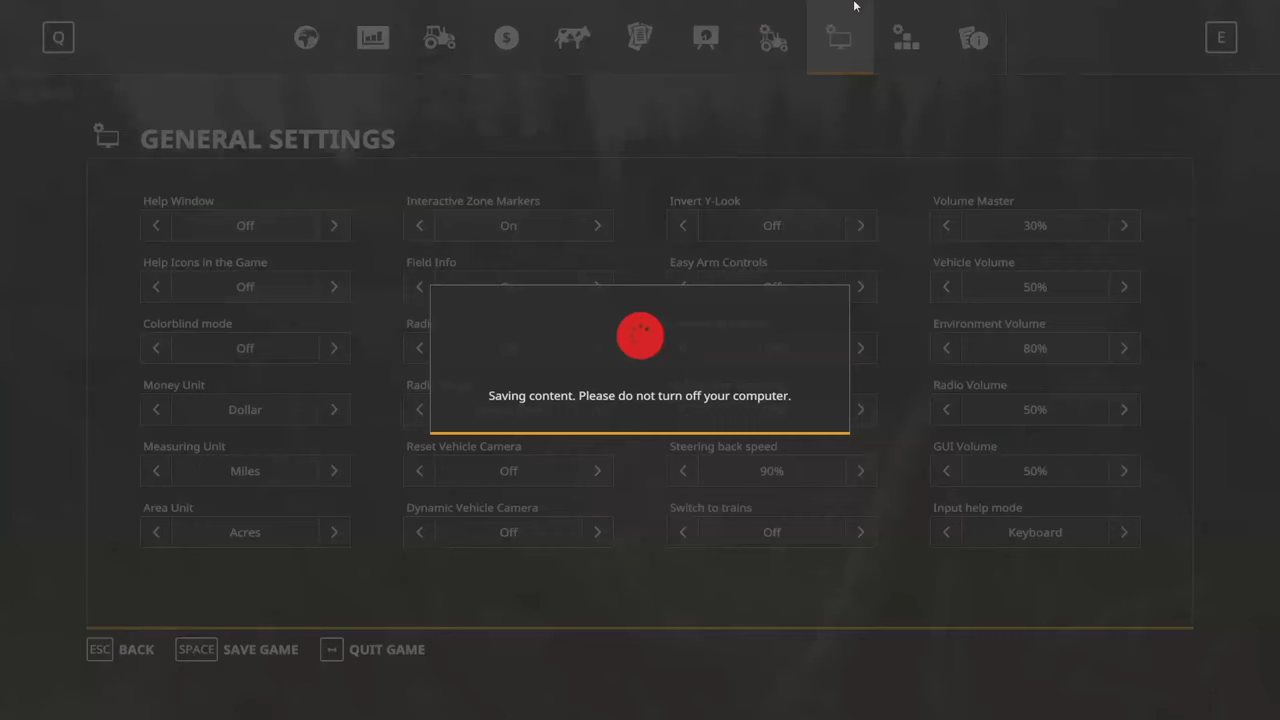 Q
E
GENERAL SETTINGS
Help Window
Interactive Zone Markers
Invert Y-Look
Volume Master
Off
On
Off
30%
Help Icons in the Game
Field Info
Easy Arm Controls
Vehicle Volume
Off
50%
Colorblind mode
Environment Volume
Off
80%
Saving content. Please do not turn off your computer.
Money Unit
Radio Volume
Dollar
50%
Measuring Unit
Reset Vehicle Camera
Steering back speed
GUI Volume
Miles
Off
90%
50%
Area Unit
Dynamic Vehicle Camera
Switch to trains
Input help mode
Acres
Off
Off
Keyboard
ESC BACK
SPACE SAVE GAME
QUIT GAME